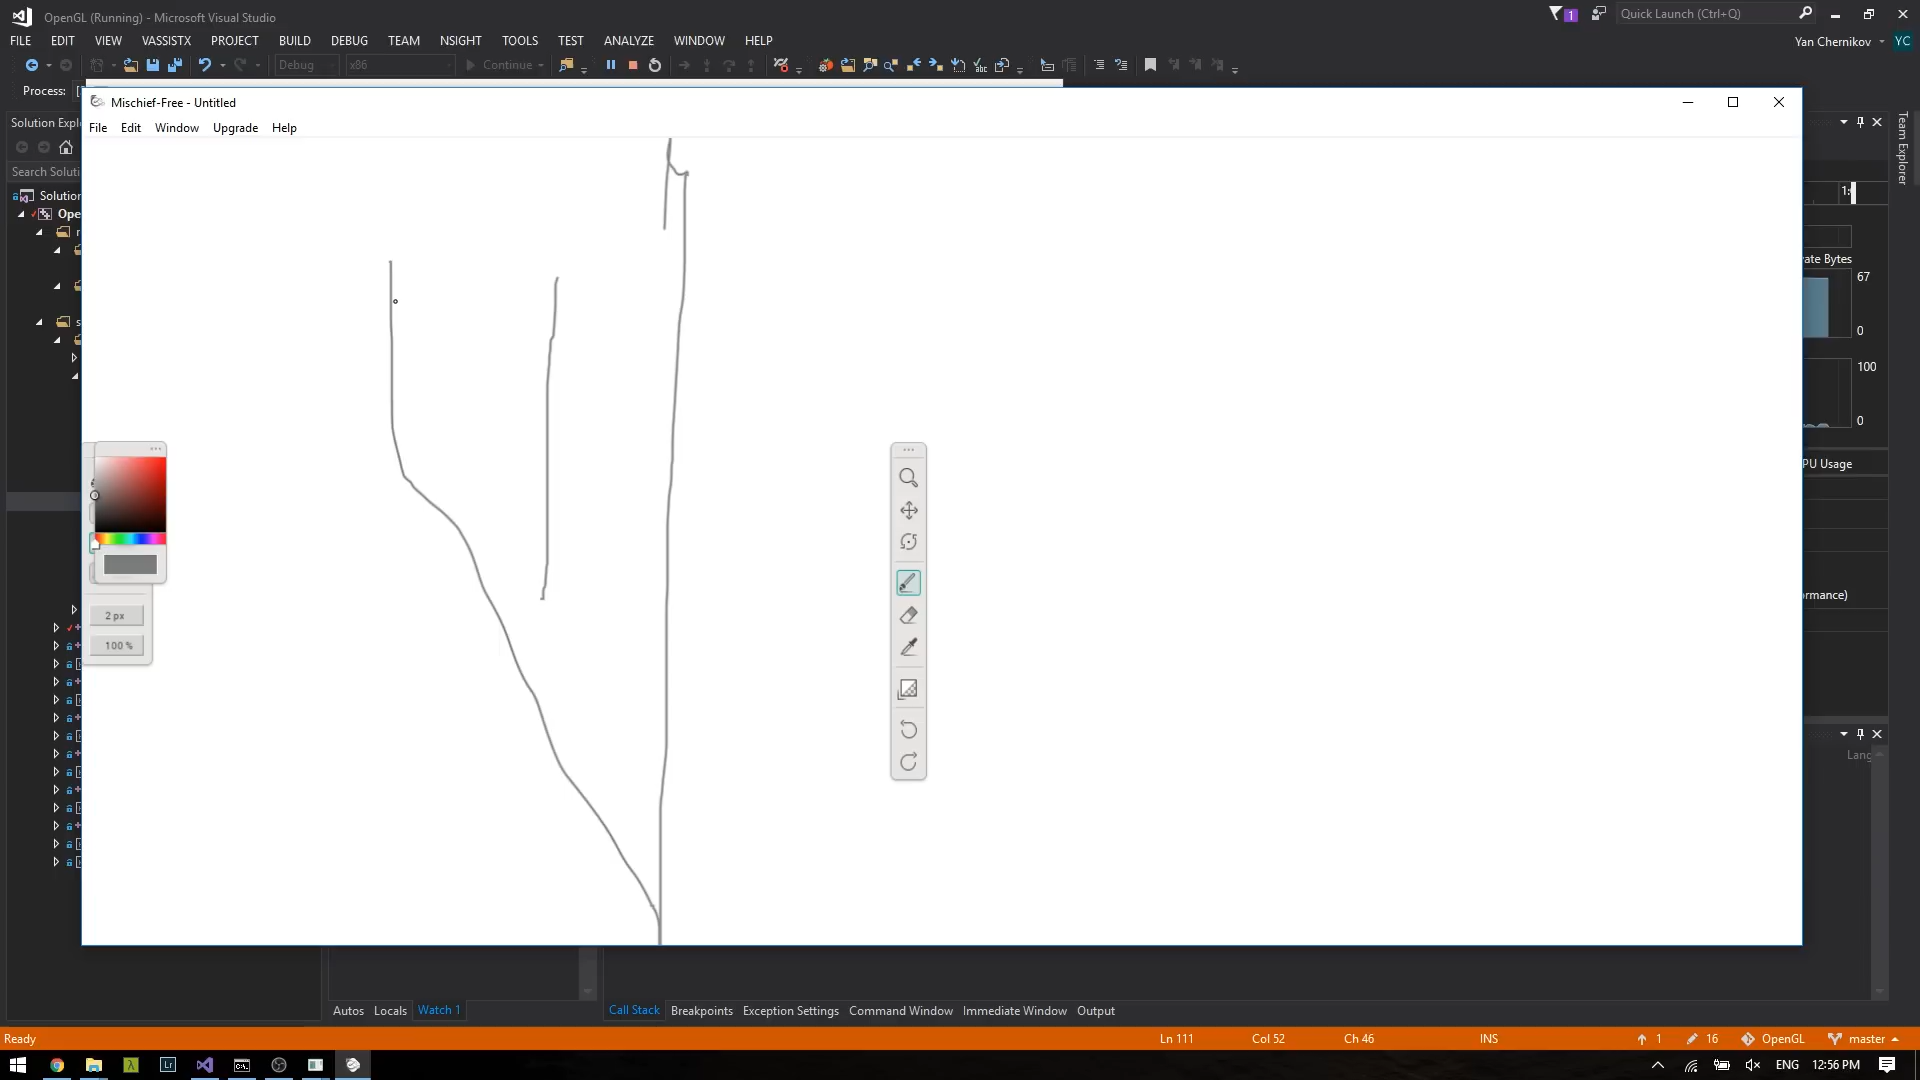 OpenGL (Running) - Microsoft Visual Studio
1
Quick Launch (Ctrl+Q)
FILE EDIT VIEW VASSISTX PROJECT BUILD DEBUG TEAM NSIGHT TOOLS TEST ANALYZE WINDOW HELP
Yan Chernikov YC
Debug x86 Continue
Process:
Mischief-Free - Untitled
File Edit Window Upgrade Help
Solution Expl
Search Soluti
Solution
Ope
Team Explorer
vate Bytes
67
0
100
0
PU Usage
rmance)
2 px
100 %
Lang
Autos Locals Watch 1
Call Stack Breakpoints Exception Settings Command Window Immediate Window Output
Ready Ln 111 Col 52 Ch 46 INS 1 16 OpenGL master
Lr ENG 12:56 PM